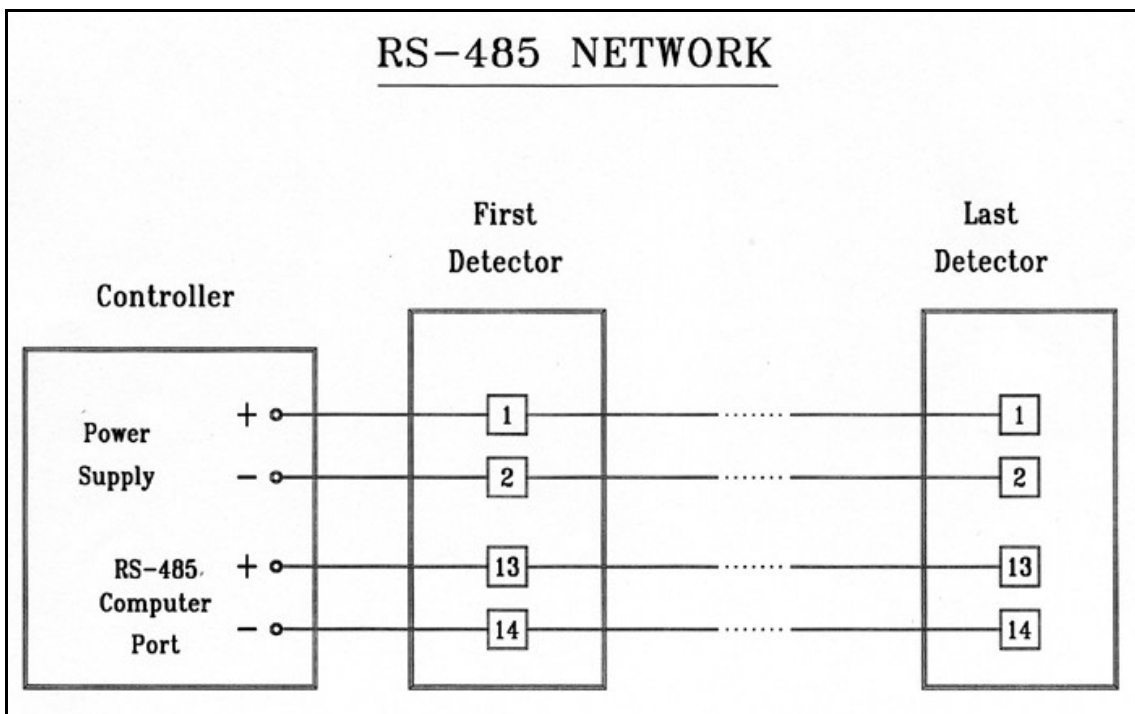 RS-485 NETWORK
First
Detector
Last
Detector
Controller
Power
Supply
+
-
RS-485
Computer
Port
+
-
1
2
13
14
1
2
13
14